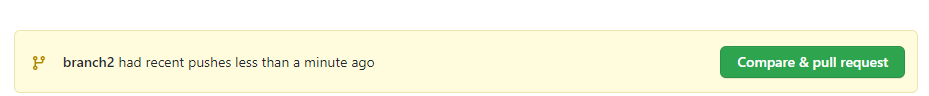 branch2 had recent pushes less than a minute ago
Compare & pull request